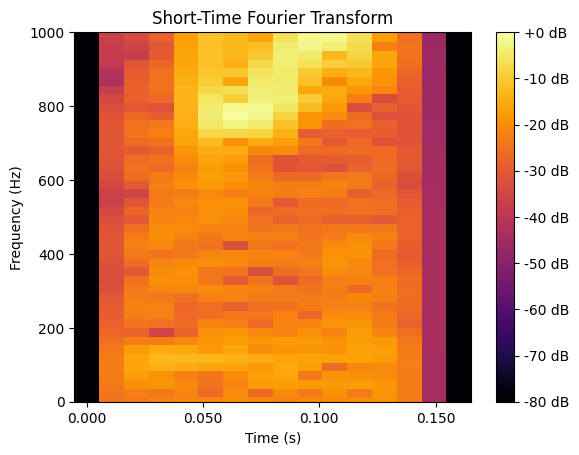 Short-Time Fourier Transform
Frequency (Hz)
1000
800
600
400
200
0
0.000
0.050
0.100
0.150
Time (s)
+0 dB
-10 dB
-20 dB
-30 dB
-40 dB
-50 dB
-60 dB
-70 dB
-80 dB